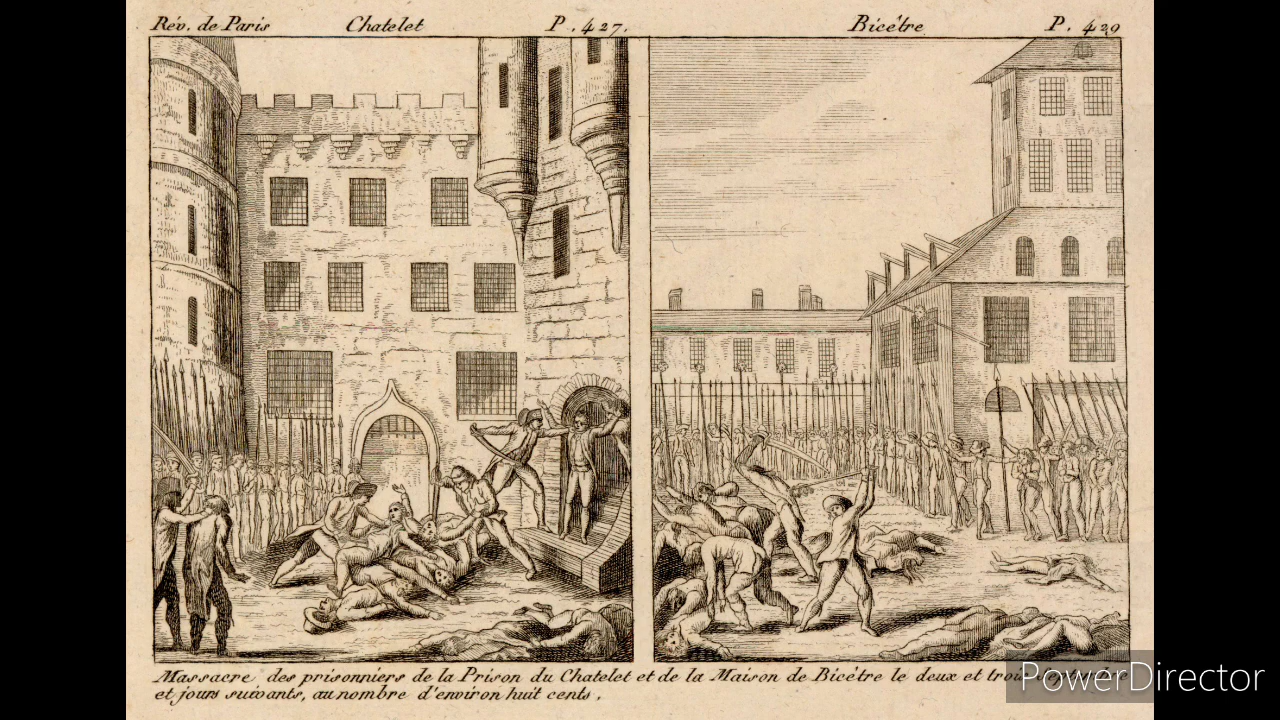 Rév. de Paris Chatelet P. 427. Bicêtre P. 429
Massacre des prisonniers de la Prison du Chatelet et de la Maison de Bicêtre le deux et trois
et jours suivants, au nombre d'environ huit cents.
PowerDirector